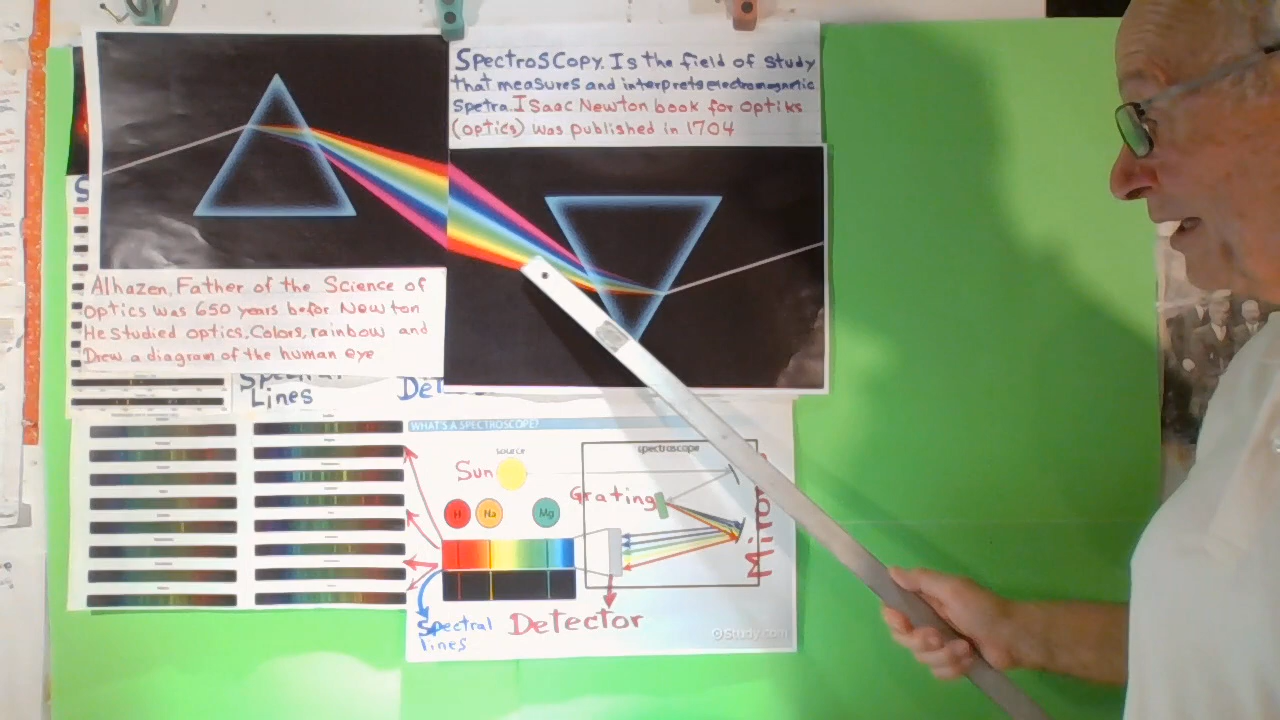 SpectroSCopy. Is the field of study
that measures and interprets electromagnetic
Spetra. ISaac Newton book for optiks
(optics) was published in 1704
Alhazen, Father of the Science of
optics was 650 years befor Newton
He studied optics, Colors, rainbow and
Drew a diagram of the human eye
S
Spectral
Lines
Det
WHAT'S A SPECTROSCOPE?
source
spectroscope
Sun
Grating
H
Na
Mg
Miror
Spectral
lines
Detector
©Study.com